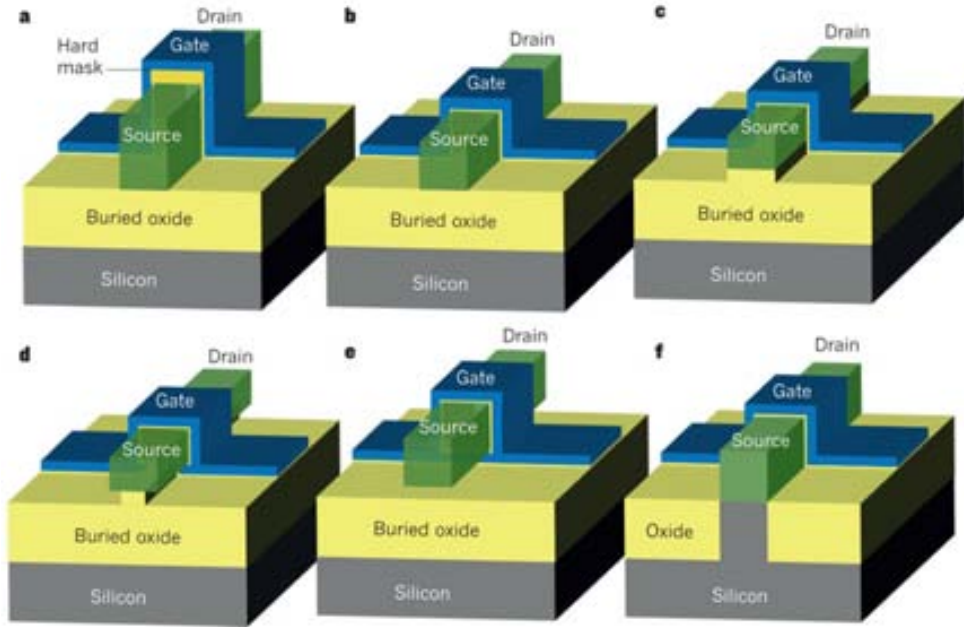 a
Drain
Hard
mask
Gate
Source
Buried oxide
Silicon
b
Drain
Gate
Source
Buried oxide
Silicon
c
Drain
Gate
Source
Buried oxide
Silicon
d
Drain
Gate
Source
Buried oxide
Silicon
e
Drain
Gate
Source
Buried oxide
Silicon
f
Drain
Gate
Source
Oxide
Silicon